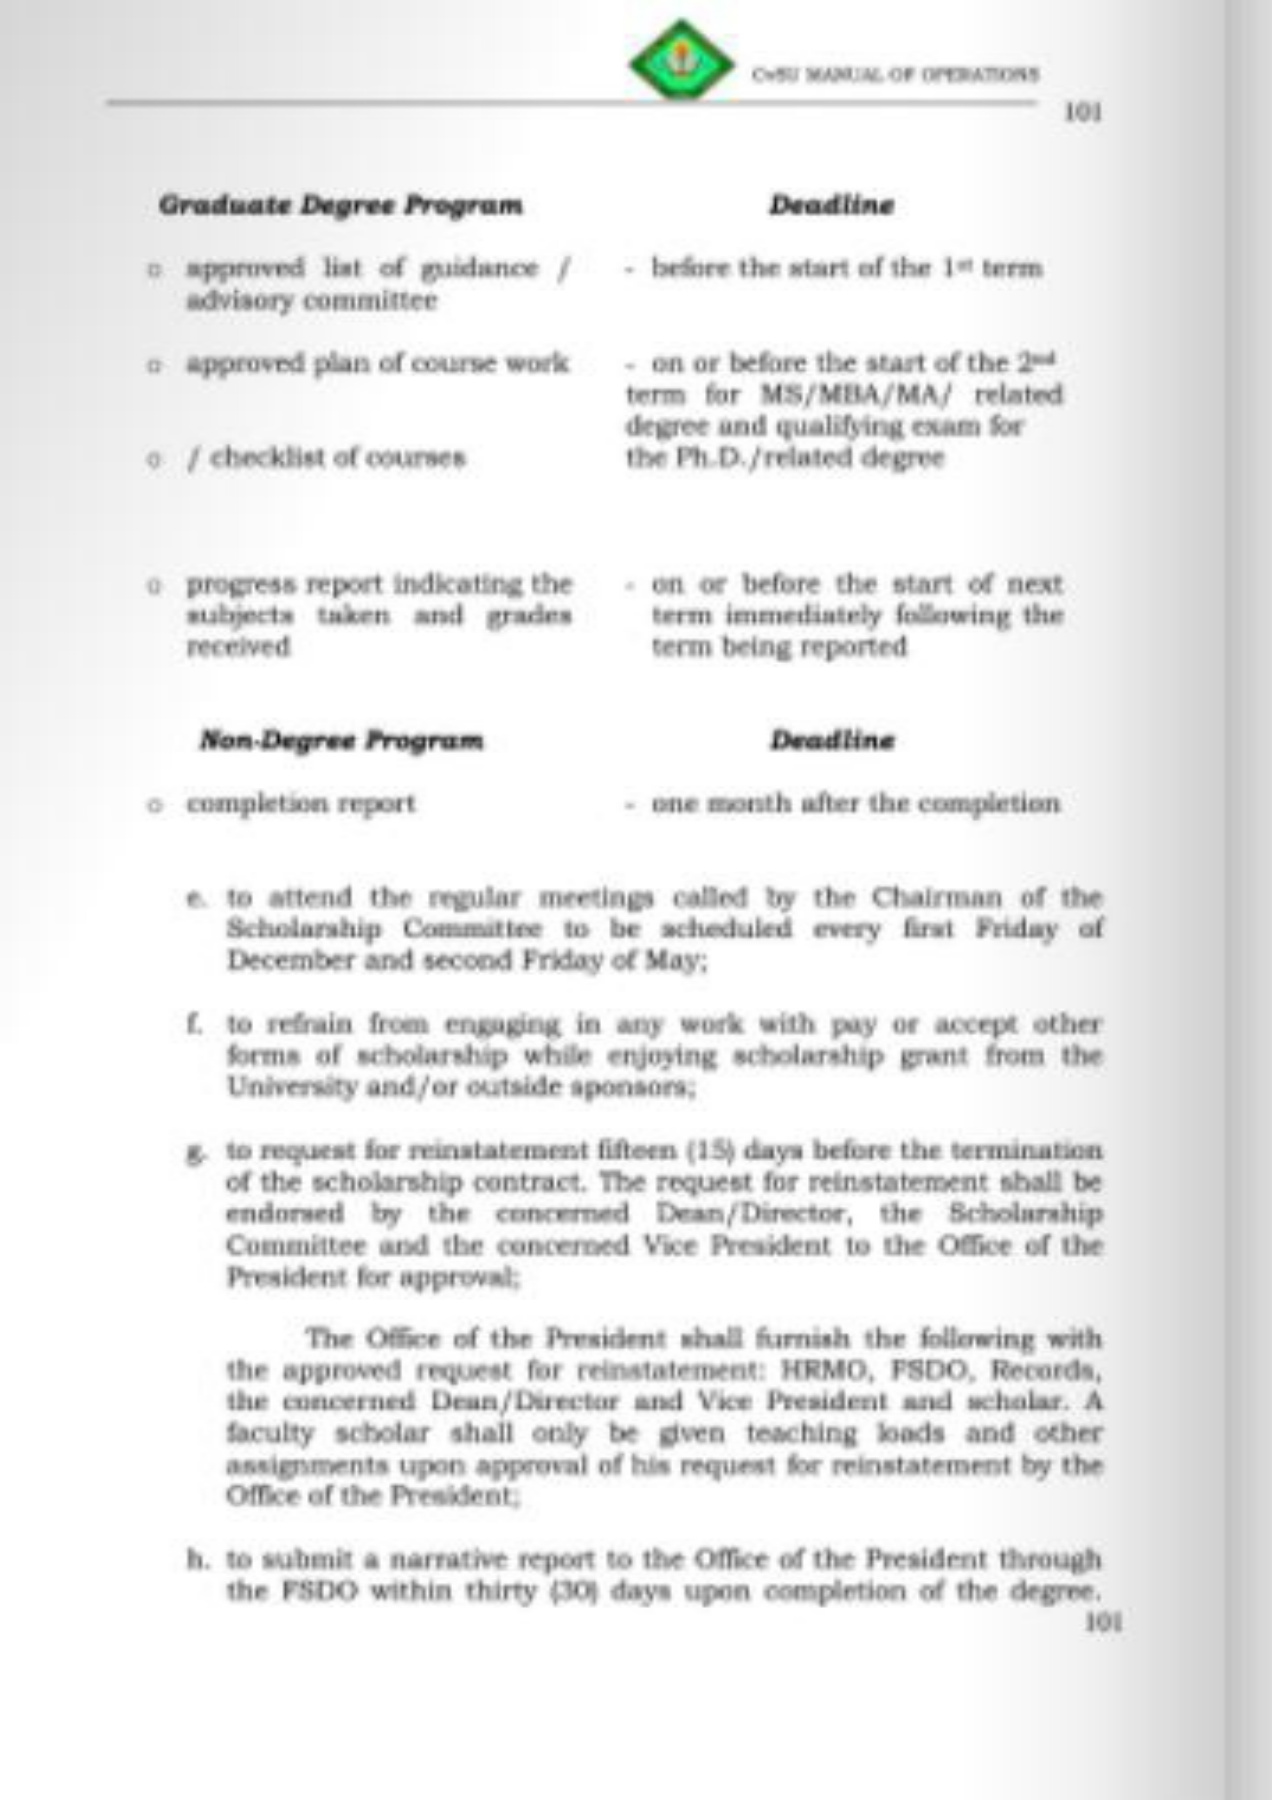 CvSU MANUAL OF OPERATIONS
101
Graduate Degree Program Deadline
o approved list of guidance / - before the start of the 1st term
advisory committee
o approved plan of course work - on or before the start of the 2nd
term for MS/MBA/MA/ related
degree and qualifying exam for
o / checklist of courses the Ph.D./related degree
o progress report indicating the - on or before the start of next
subjects taken and grades term immediately following the
received term being reported
Non-Degree Program Deadline
o completion report - one month after the completion
e. to attend the regular meetings called by the Chairman of the
Scholarship Committee to be scheduled every first Friday of
December and second Friday of May;
f. to refrain from engaging in any work with pay or accept other
forms of scholarship while enjoying scholarship grant from the
University and/or outside sponsors;
g. to request for reinstatement fifteen (15) days before the termination
of the scholarship contract. The request for reinstatement shall be
endorsed by the concerned Dean/Director, the Scholarship
Committee and the concerned Vice President to the Office of the
President for approval;
The Office of the President shall furnish the following with
the approved request for reinstatement: HRMO, FSDO, Records,
the concerned Dean/Director and Vice President and scholar. A
faculty scholar shall only be given teaching loads and other
assignments upon approval of his request for reinstatement by the
Office of the President;
h. to submit a narrative report to the Office of the President through
the FSDO within thirty (30) days upon completion of the degree.
101